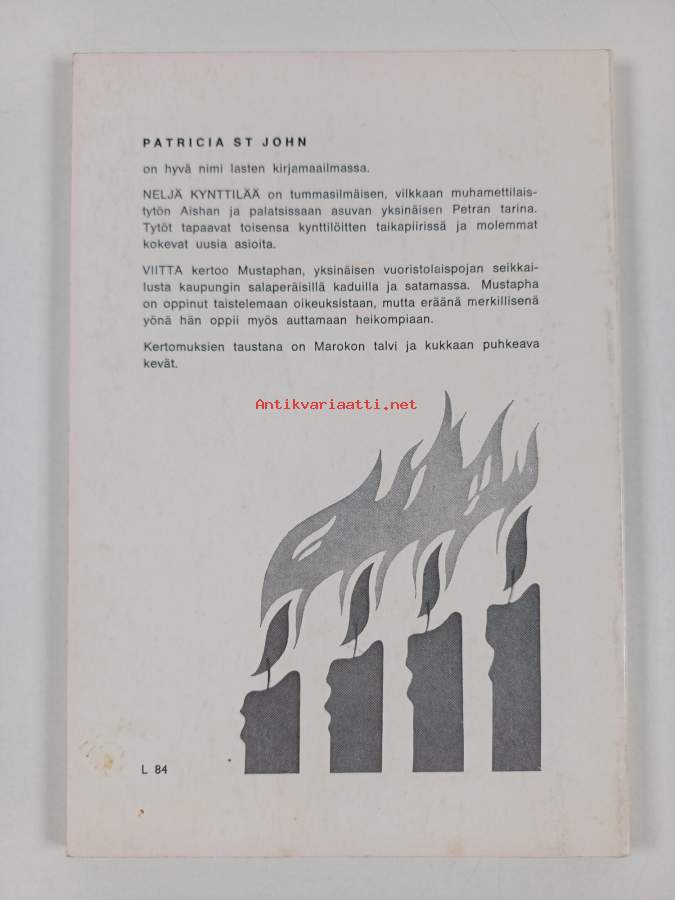 PATRICIA ST JOHN
on hyvä nimi lasten kirjamaailmassa.
NELJÄ KYNTTILÄÄ on tummasilmäisen, vilkkaan muhamettilais-
tytön Aishan ja palatsissaan asuvan yksinäisen Petran tarina.
Tytöt tapaavat toisensa kynttilöitten taikapiirissä ja molemmat
kokevat uusia asioita.
VIITTA kertoo Mustaphan, yksinäisen vuoristolaispojan seikkai-
lusta kaupungin salaperäisillä kaduilla ja satamassa. Mustapha
on oppinut taistelemaan oikeuksistaan, mutta eräänä merkillisenä
yönä hän oppii myös auttamaan heikompiaan.
Kertomuksien taustana on Marokon talvi ja kukkaan puhkeava
kevät.
Antikvariaatti.net
L 84